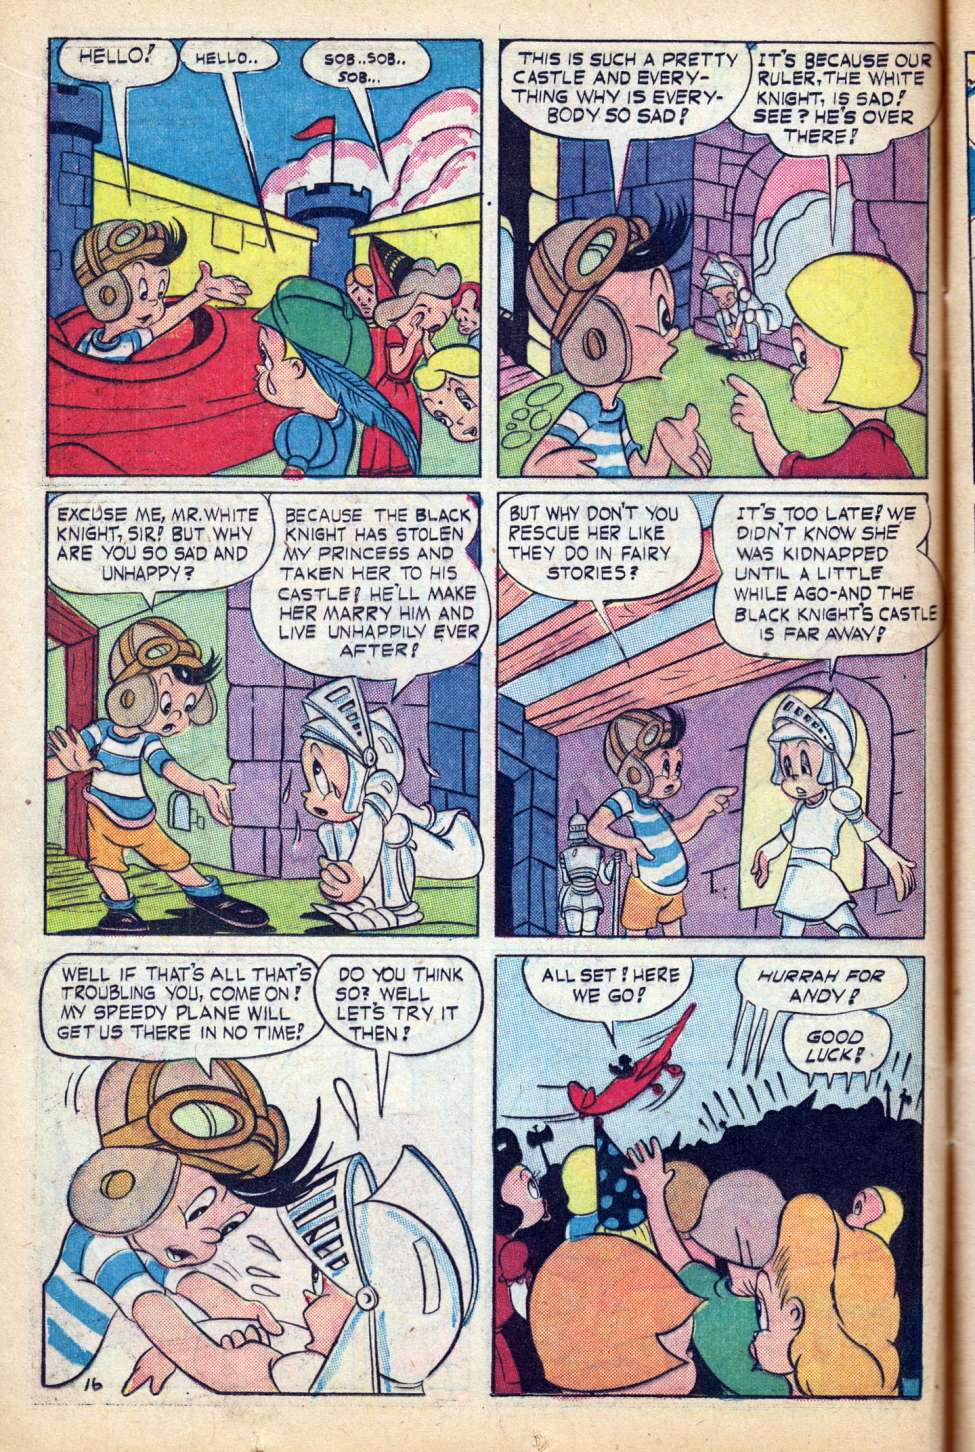 HELLO!
HELLO..
SOB..SOB..
SOB...
THIS IS SUCH A PRETTY
CASTLE AND EVERY-
THING WHY IS EVERY-
BODY SO SAD?
IT'S BECAUSE OUR
RULER, THE WHITE
KNIGHT, IS SAD!
SEE? HE'S OVER
THERE!
EXCUSE ME, MR. WHITE
KNIGHT, SIR! BUT WHY
ARE YOU SO SAD AND
UNHAPPY?
BECAUSE THE BLACK
KNIGHT HAS STOLEN
MY PRINCESS AND
TAKEN HER TO HIS
CASTLE! HE'LL MAKE
HER MARRY HIM AND
LIVE UNHAPPILY EVER
AFTER!
BUT WHY DON'T YOU
RESCUE HER LIKE
THEY DO IN FAIRY
STORIES?
IT'S TOO LATE! WE
DIDN'T KNOW SHE
WAS KIDNAPPED
UNTIL A LITTLE
WHILE AGO-AND THE
BLACK KNIGHT'S CASTLE
IS FAR AWAY!
WELL IF THAT'S ALL THAT'S
TROUBLING YOU, COME ON!
MY SPEEDY PLANE WILL
GET US THERE IN NO TIME!
DO YOU THINK
SO? WELL
LET'S TRY IT
THEN!
ALL SET! HERE
WE GO!
HURRAH FOR
ANDY!
GOOD
LUCK!
16